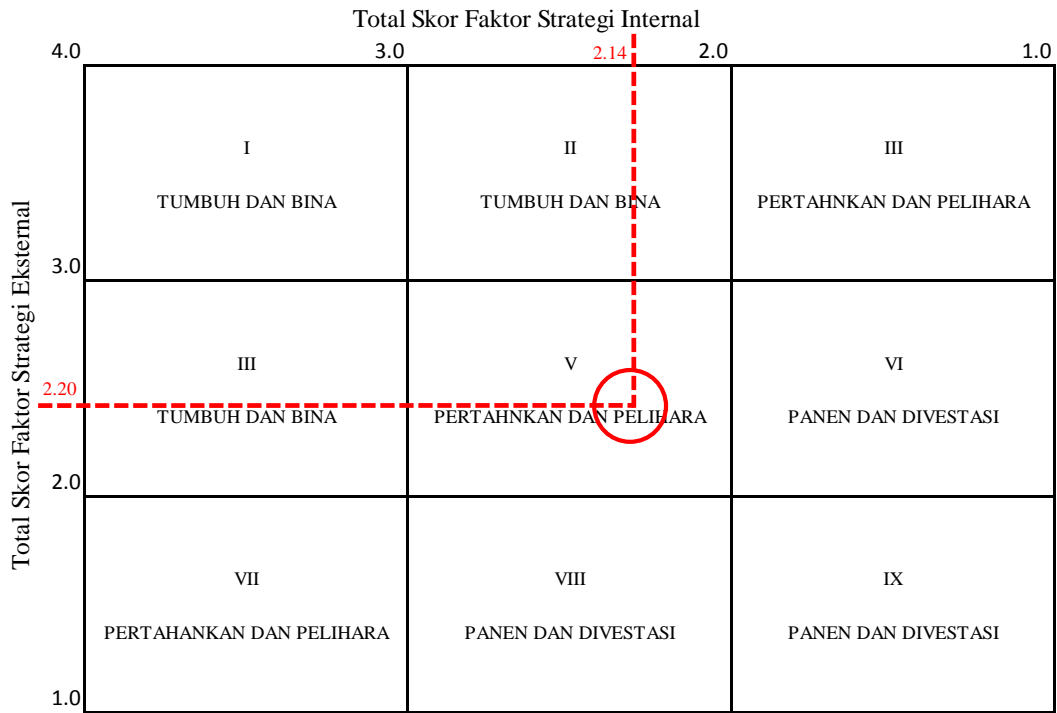 Total Skor Faktor Strategi Internal
4.0 3.0 2.14 2.0 1.0
I II III
TUMBUH DAN BINA TUMBUH DAN BINA PERTAHNKAN DAN PELIHARA
Total Skor Faktor Strategi Eksternal
3.0
III V VI
2.20
TUMBUH DAN BINA PERTAHNKAN DAN PELIHARA PANEN DAN DIVESTASI
2.0
VII VIII IX
PERTAHANKAN DAN PELIHARA PANEN DAN DIVESTASI PANEN DAN DIVESTASI
1.0